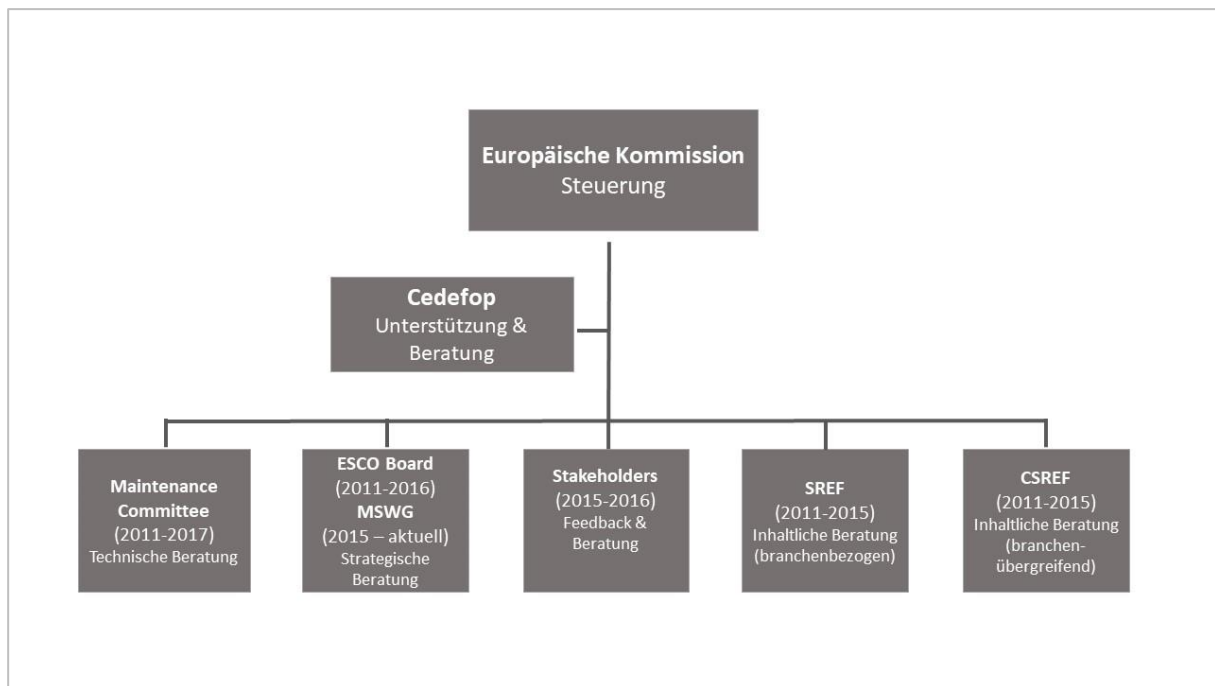 Europäische Kommission
Steuerung
Cedefop
Unterstützung &
Beratung
Maintenance
Committee
(2011-2017)
Technische Beratung
ESCO Board
(2011-2016)
MSWG
(2015 – aktuell)
Strategische
Beratung
Stakeholders
(2015-2016)
Feedback &
Beratung
SREF
(2011-2015)
Inhaltliche Beratung
(branchenbezogen)
CSREF
(2011-2015)
Inhaltliche Beratung
(branchen-
übergreifend)